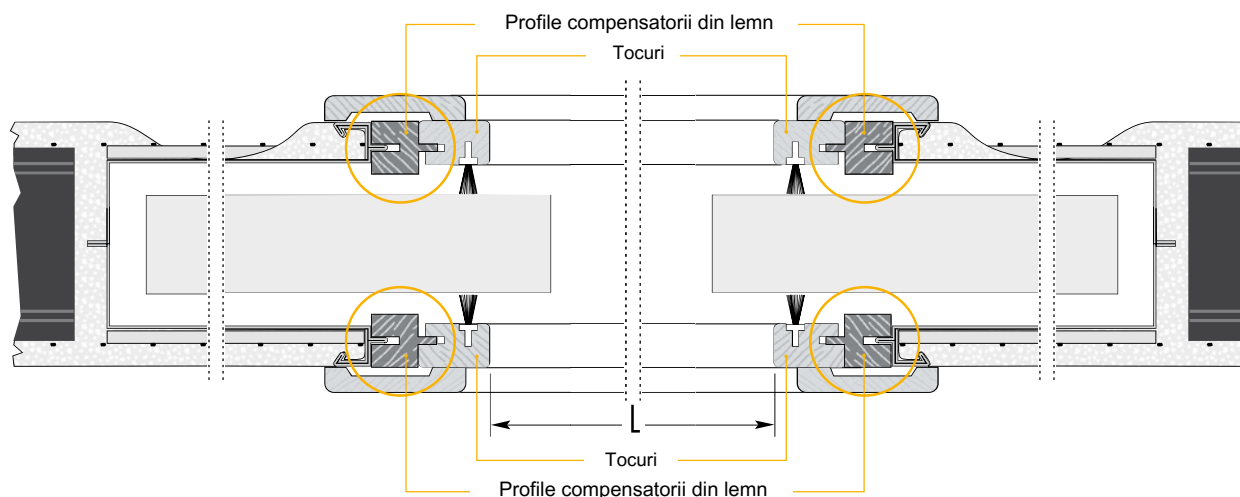 Profile compensatorii din lemn
Tocuri
L
Tocuri
Profile compensatorii din lemn